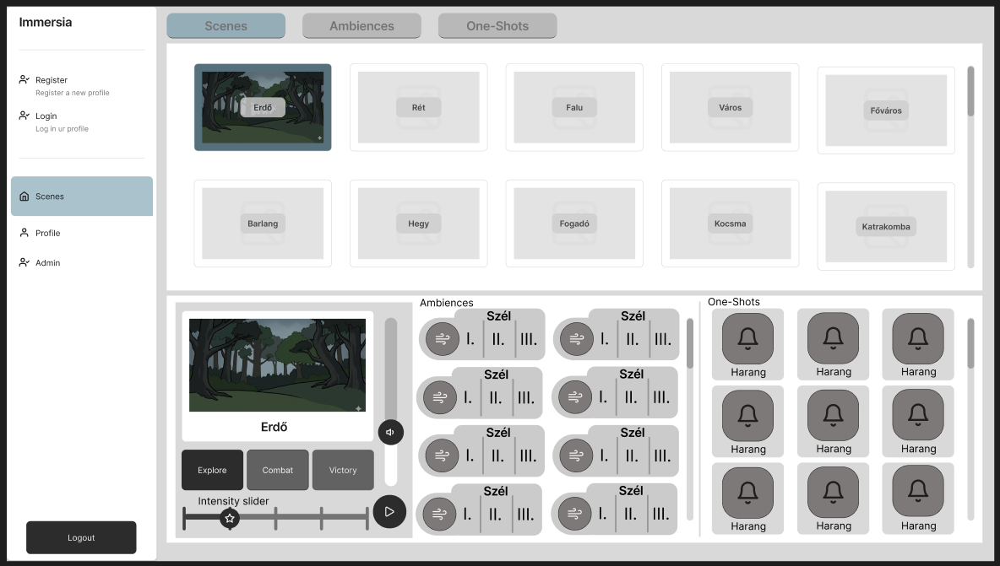 Immersia
Register
Register a new profile
Login
Log in ur profile
Scenes
Profile
Admin
Logout
Scenes Ambiences One-Shots
Erdő Rét Falu Város Főváros
Barlang Hegy Fogadó Kocsma Katrakomba
Erdő
Explore Combat Victory
Intensity slider
Ambiences
Szél Szél
I. II. III. I. II. III.
Szél Szél
I. II. III. I. II. III.
Szél Szél
I. II. III. I. II. III.
Szél Szél
I. II. III. I. II. III.
One-Shots
Harang Harang Harang
Harang Harang Harang
Harang Harang Harang